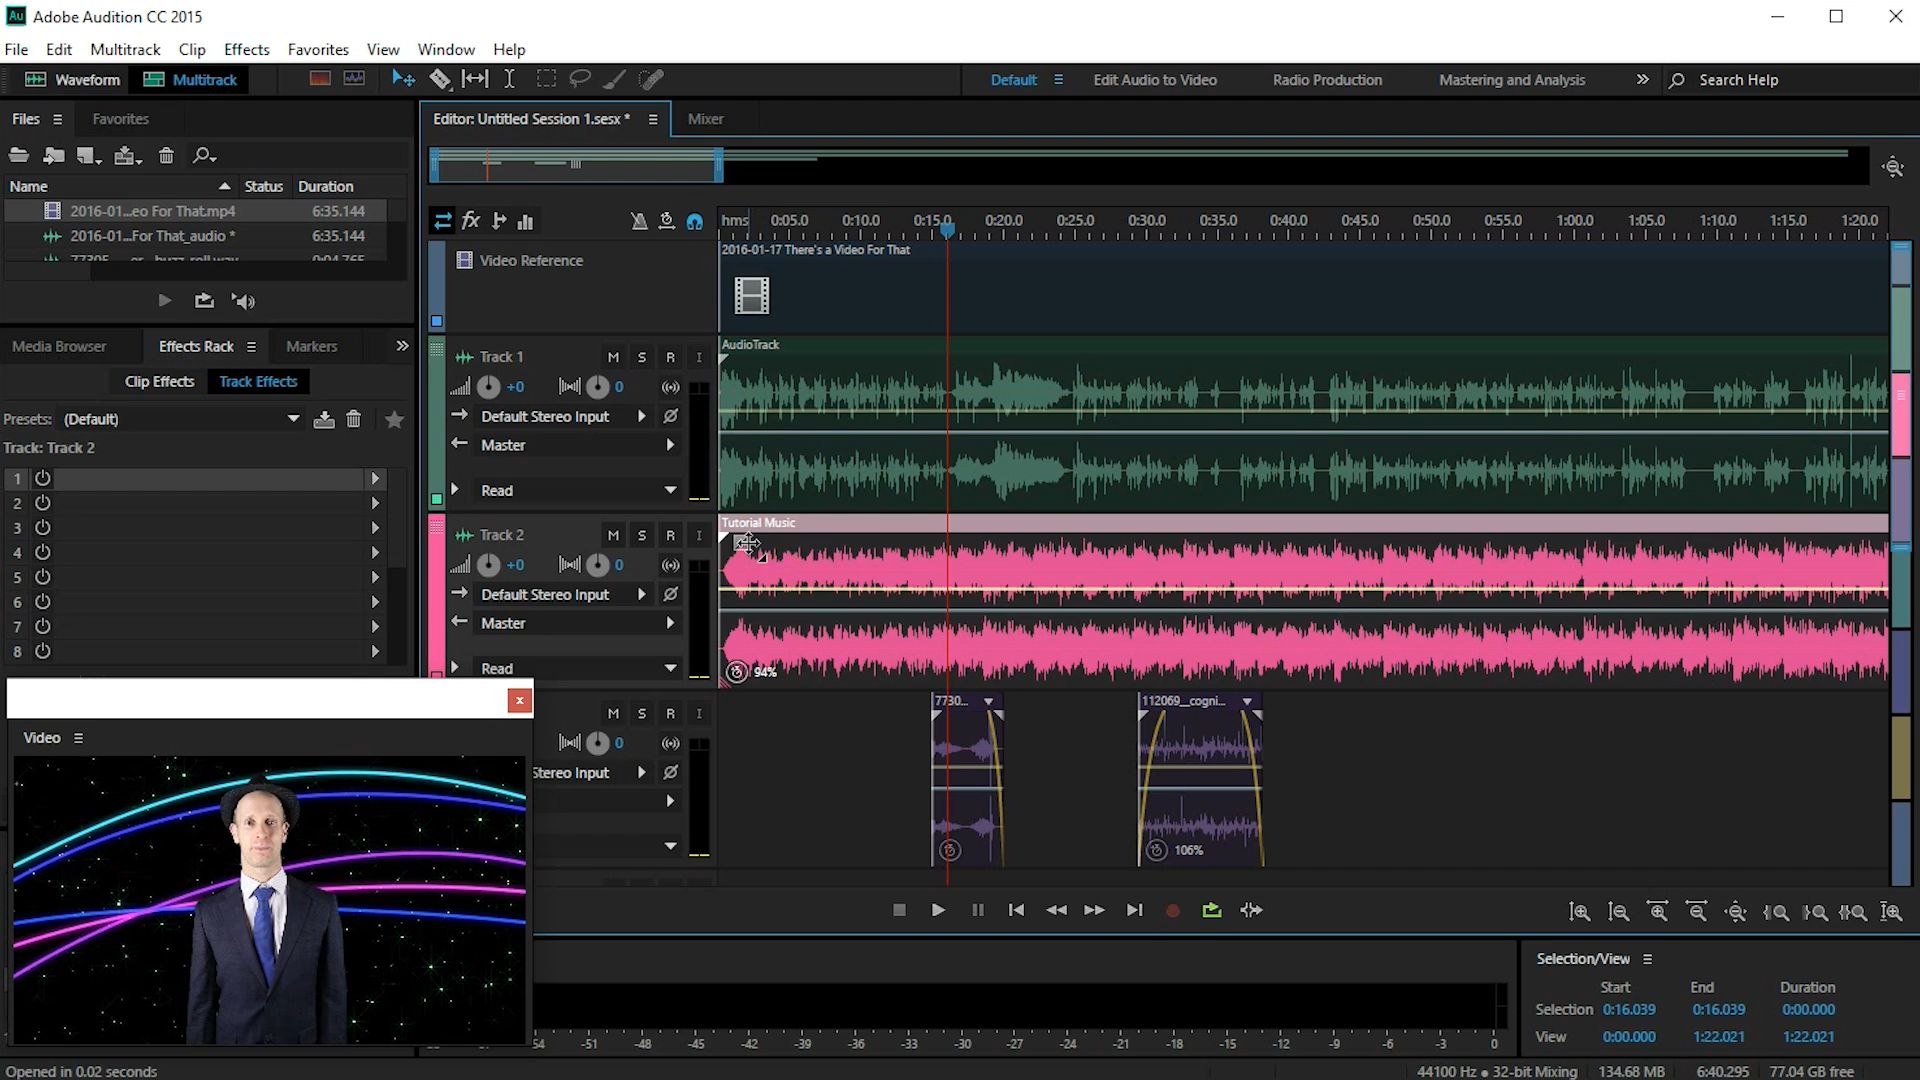 Adobe Audition CC 2015
File Edit Multitrack Clip Effects Favorites View Window Help
Waveform Multitrack Default Edit Audio to Video Radio Production Mastering and Analysis Search Help
Files Favorites
Name Status Duration
2016-01...eo For That.mp4 6:35.144
2016-01...For That_audio * 6:35.144
Media Browser Effects Rack Markers
Clip Effects Track Effects
Presets: (Default)
Track: Track 2
1
2
3
4
5
6
7
8
Video
Editor: Untitled Session 1.sesx * Mixer
hms 0:05.0 0:10.0 0:15.0 0:20.0 0:25.0 0:30.0 0:35.0 0:40.0 0:45.0 0:50.0 0:55.0 1:00.0 1:05.0 1:10.0 1:15.0 1:20.0
Video Reference
2016-01-17 There's a Video For That
Track 1 M S R I
+0 0
Default Stereo Input
Master
Read
AudioTrack
Track 2 M S R I
+0 0
Default Stereo Input
Master
Read
Tutorial Music
94%
M S R I
0
Stereo Input
7730...
112069__cogni...
106%
-51 -48 -45 -42 -39 -36 -33 -30 -27 -24 -21 -18 -15 -12 -9 -6 -3 0
Selection/View
Start End Duration
Selection 0:16.039 0:16.039 0:00.000
View 0:00.000 1:22.021 1:22.021
Opened in 0.02 seconds
44100 Hz ● 32-bit Mixing 134.68 MB 6:40.295 77.04 GB free